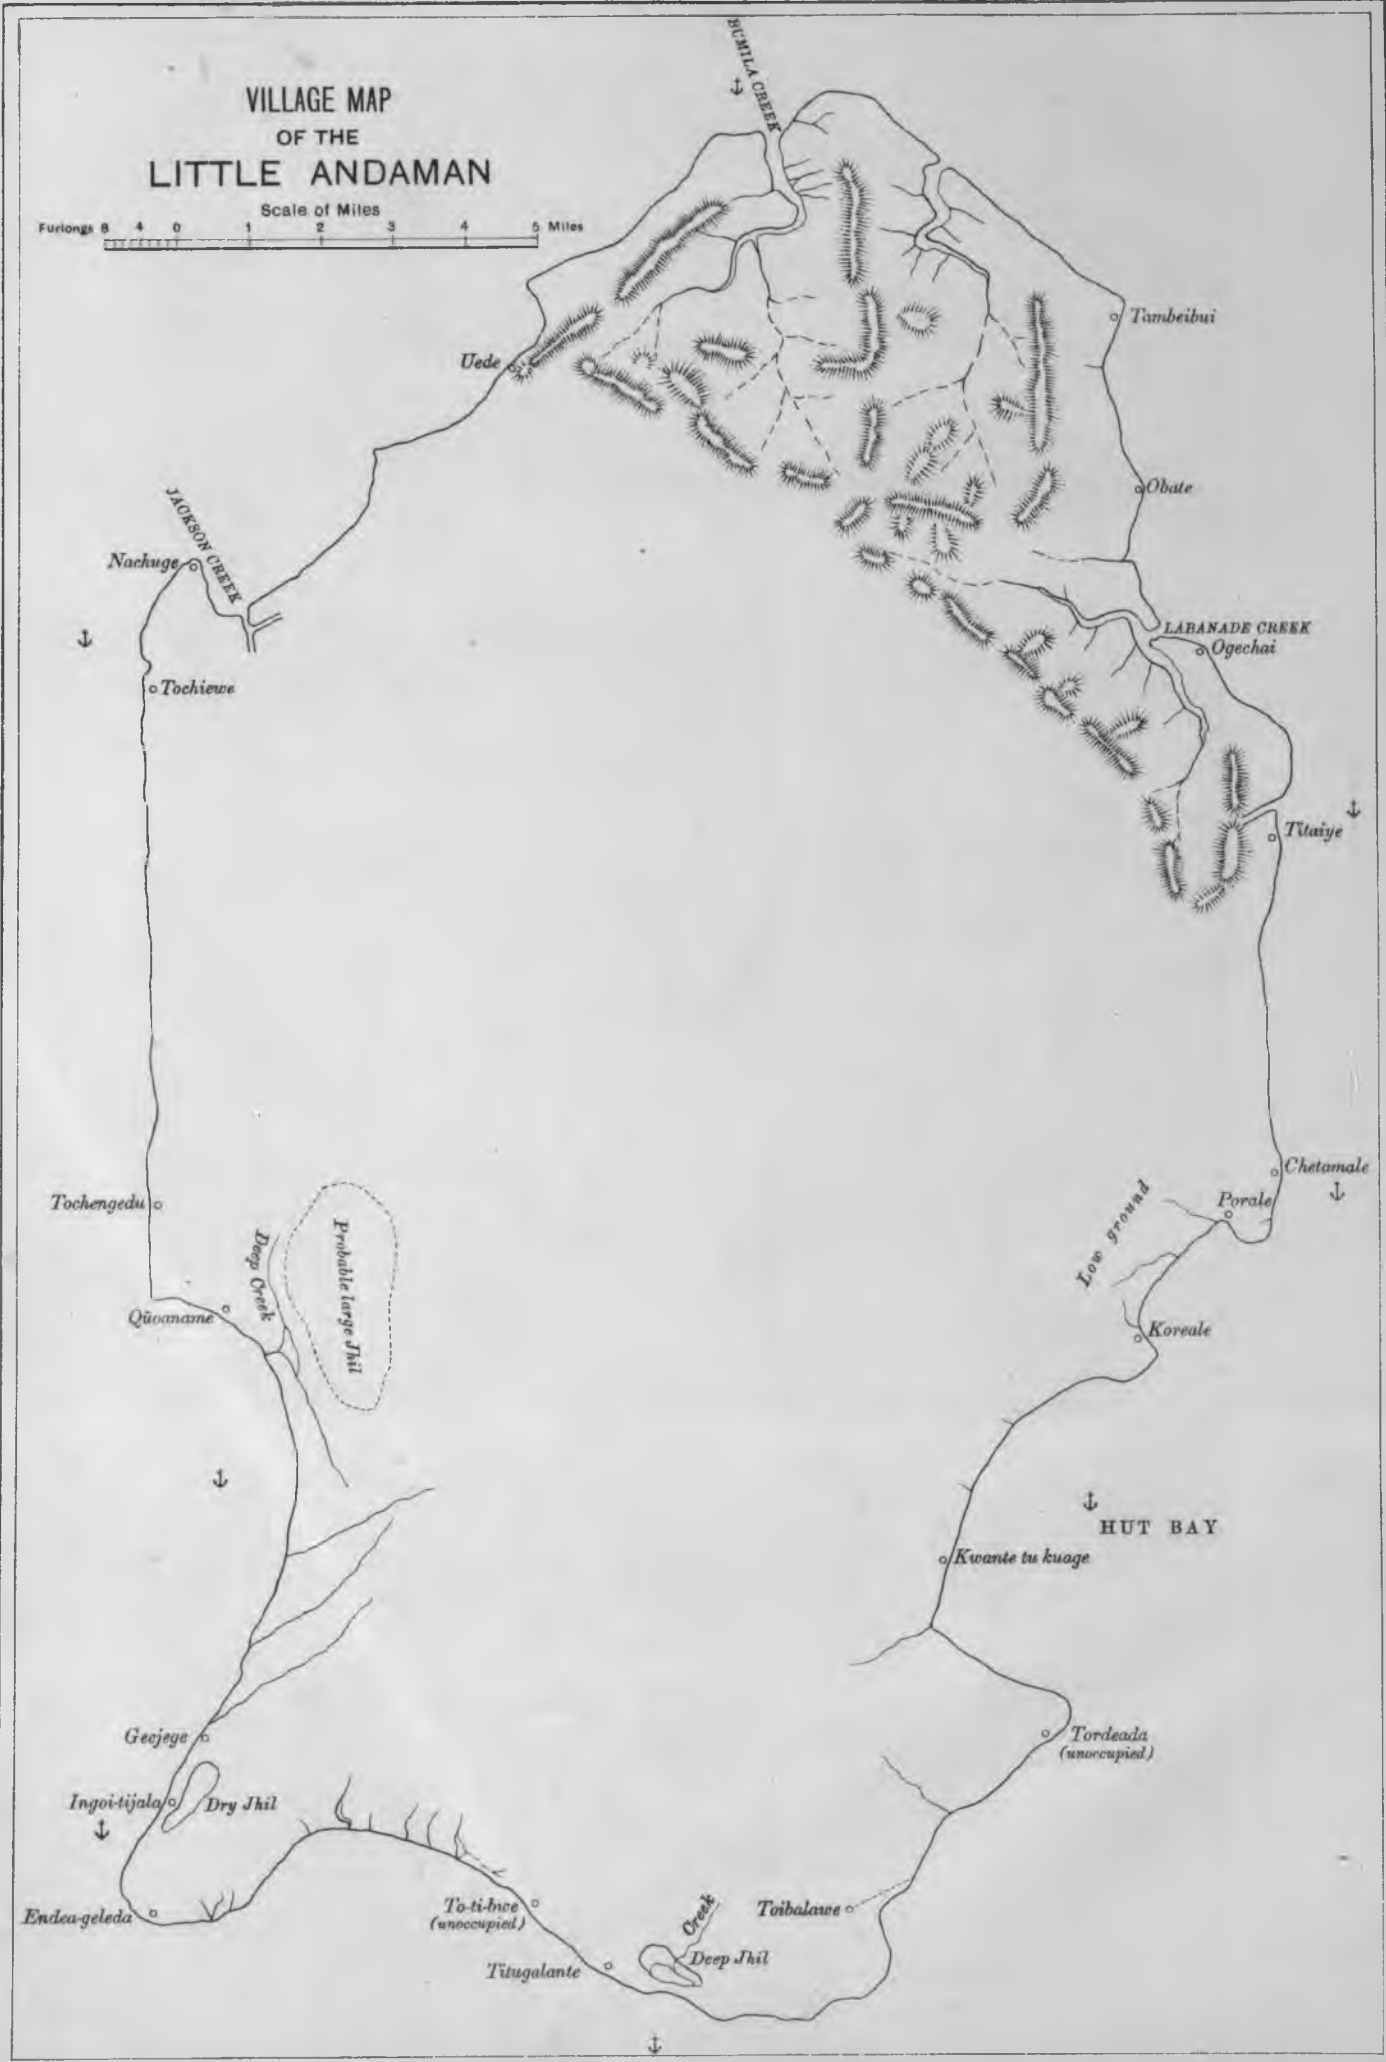 VILLAGE MAP
OF THE
LITTLE ANDAMAN
Scale of Miles
Furlongs 8 4 0 1 2 3 4 5 Miles
BUMILA CREEK
Tambeibui
Uede
Obate
JACKSON CREEK
Nachuge
LABANADE CREEK
Ogechai
Tochiewe
Titaiye
Chetamale
Porale
Low ground
Tochengedu
Deep Creek
Probable large Jhil
Qüvaname
Koreale
HUT BAY
Kwante tu kuage
Gecjege
Tordeada
(unoccupied)
Ingoi-tijala
Dry Jhil
Endea-geleda
To-ti-bwe
(unoccupied)
Creek
Toibalawe
Deep Jhil
Titugalante